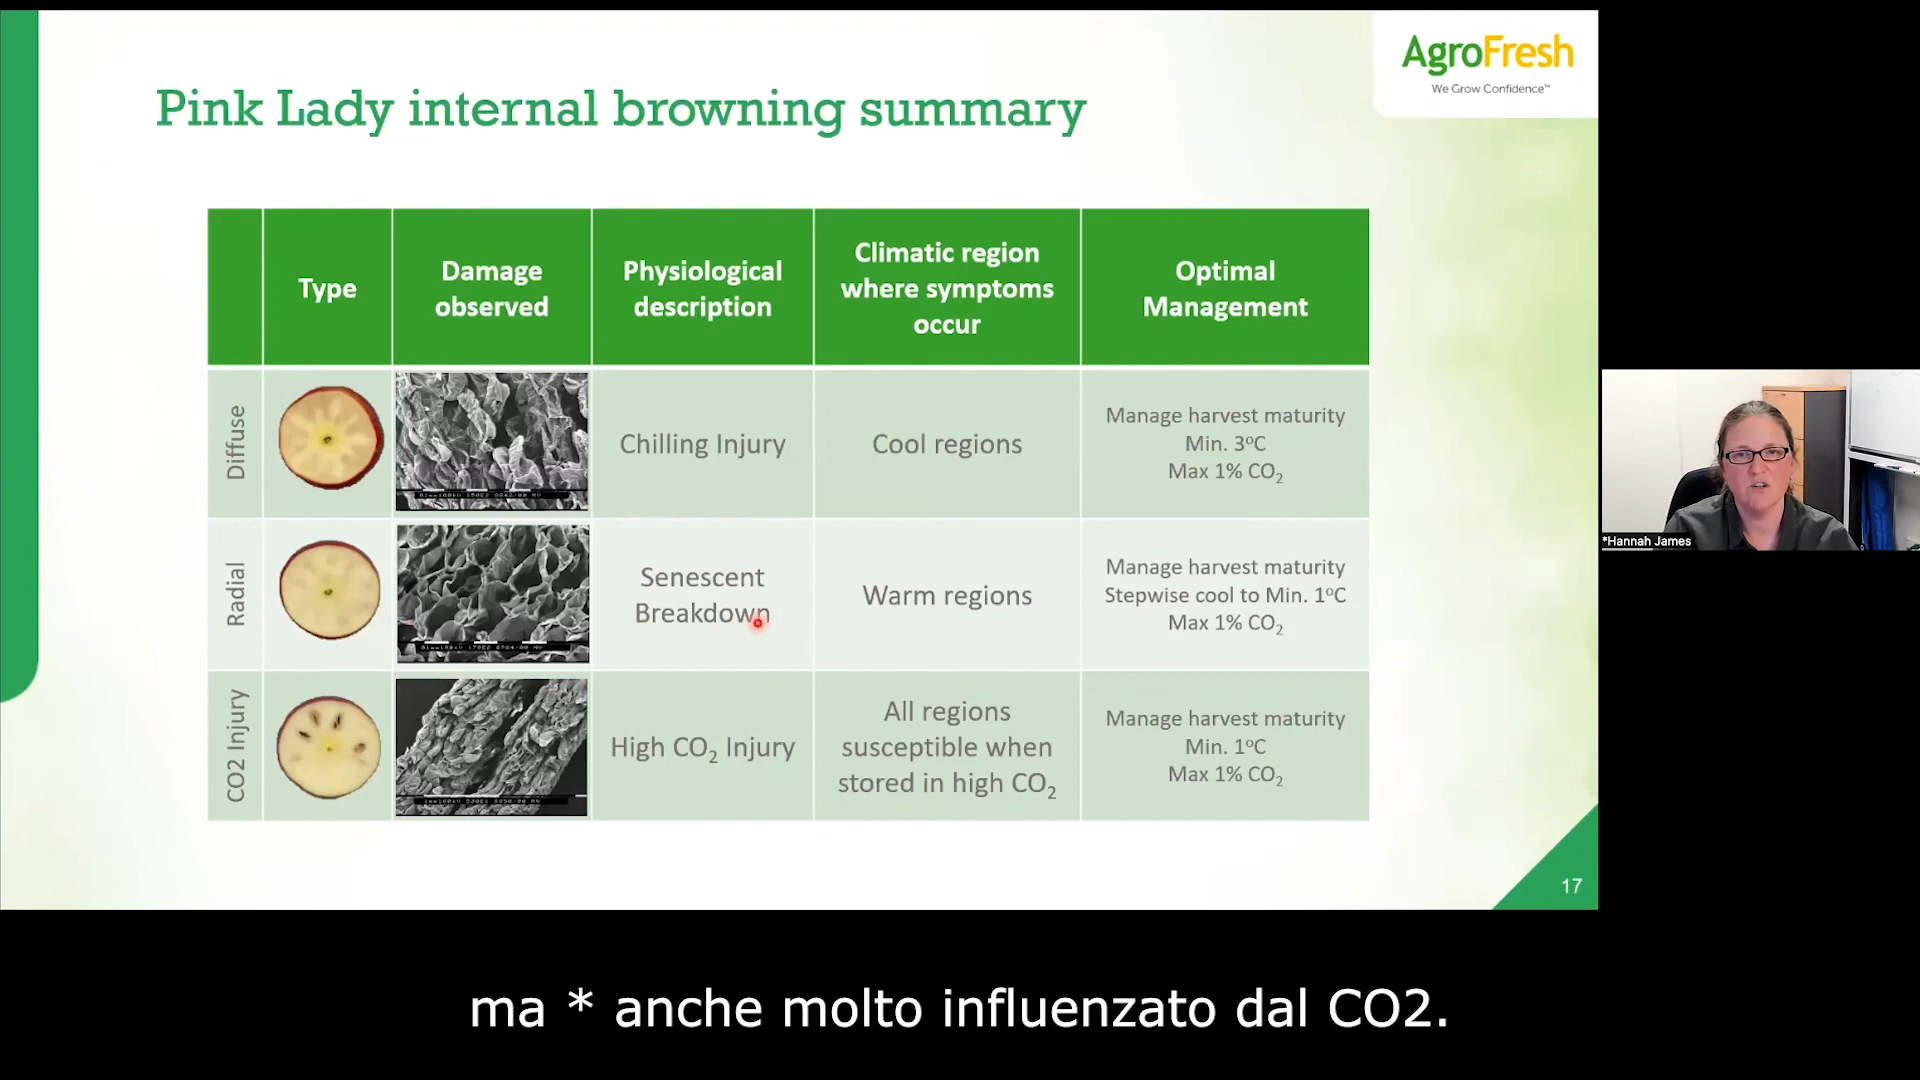 AgroFresh
We Grow Confidence™
Pink Lady internal browning summary
Type
Damage
observed
Physiological
description
Climatic region
where symptoms
occur
Optimal
Management
Diffuse
Chilling Injury
Cool regions
Manage harvest maturity
Min. 3°C
Max 1% CO₂
Radial
Senescent
Breakdown
Warm regions
Manage harvest maturity
Stepwise cool to Min. 1°C
Max 1% CO₂
CO2 Injury
High CO₂ Injury
All regions
susceptible when
stored in high CO₂
Manage harvest maturity
Min. 1°C
Max 1% CO₂
17
*Hannah James
ma * anche molto influenzato dal CO2.